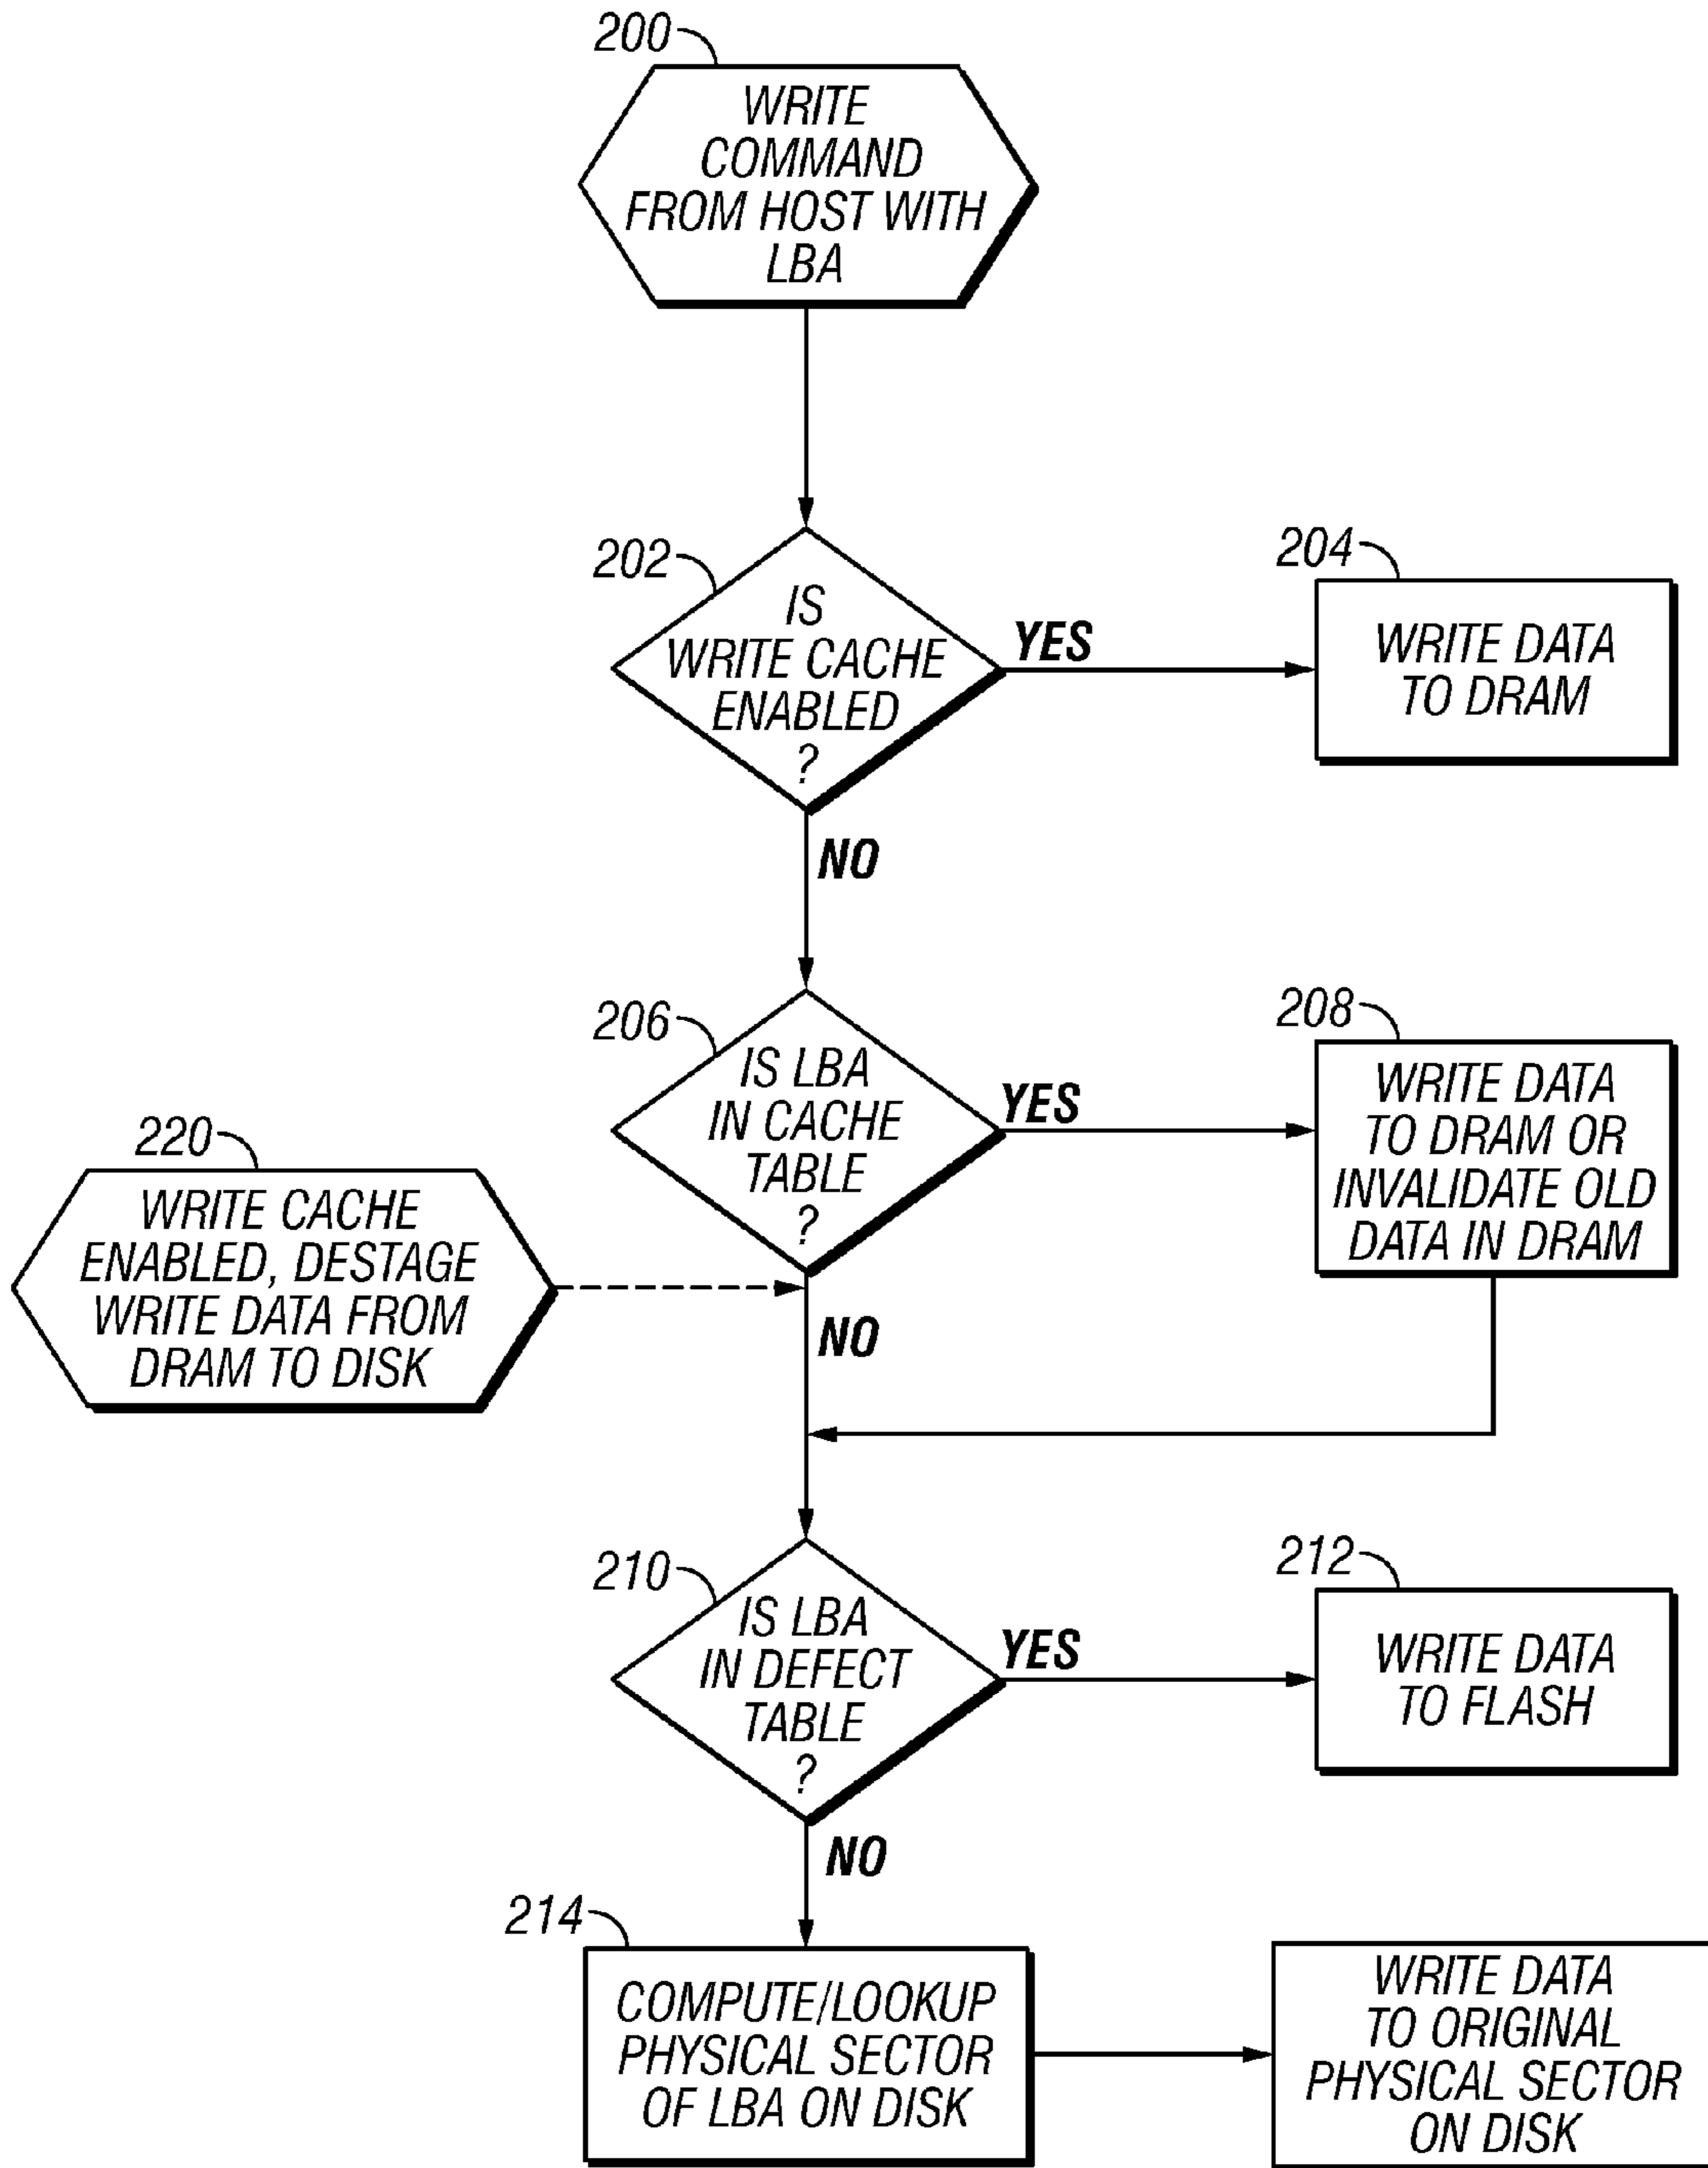 200
WRITE
COMMAND
FROM HOST WITH
LBA
202
IS
WRITE CACHE
ENABLED
?
YES
204
WRITE DATA
TO DRAM
NO
206
IS LBA
IN CACHE
TABLE
?
YES
208
WRITE DATA
TO DRAM OR
INVALIDATE OLD
DATA IN DRAM
220
WRITE CACHE
ENABLED, DESTAGE
WRITE DATA FROM
DRAM TO DISK
NO
210
IS LBA
IN DEFECT
TABLE
?
YES
212
WRITE DATA
TO FLASH
NO
214
COMPUTE/LOOKUP
PHYSICAL SECTOR
OF LBA ON DISK
WRITE DATA
TO ORIGINAL
PHYSICAL SECTOR
ON DISK